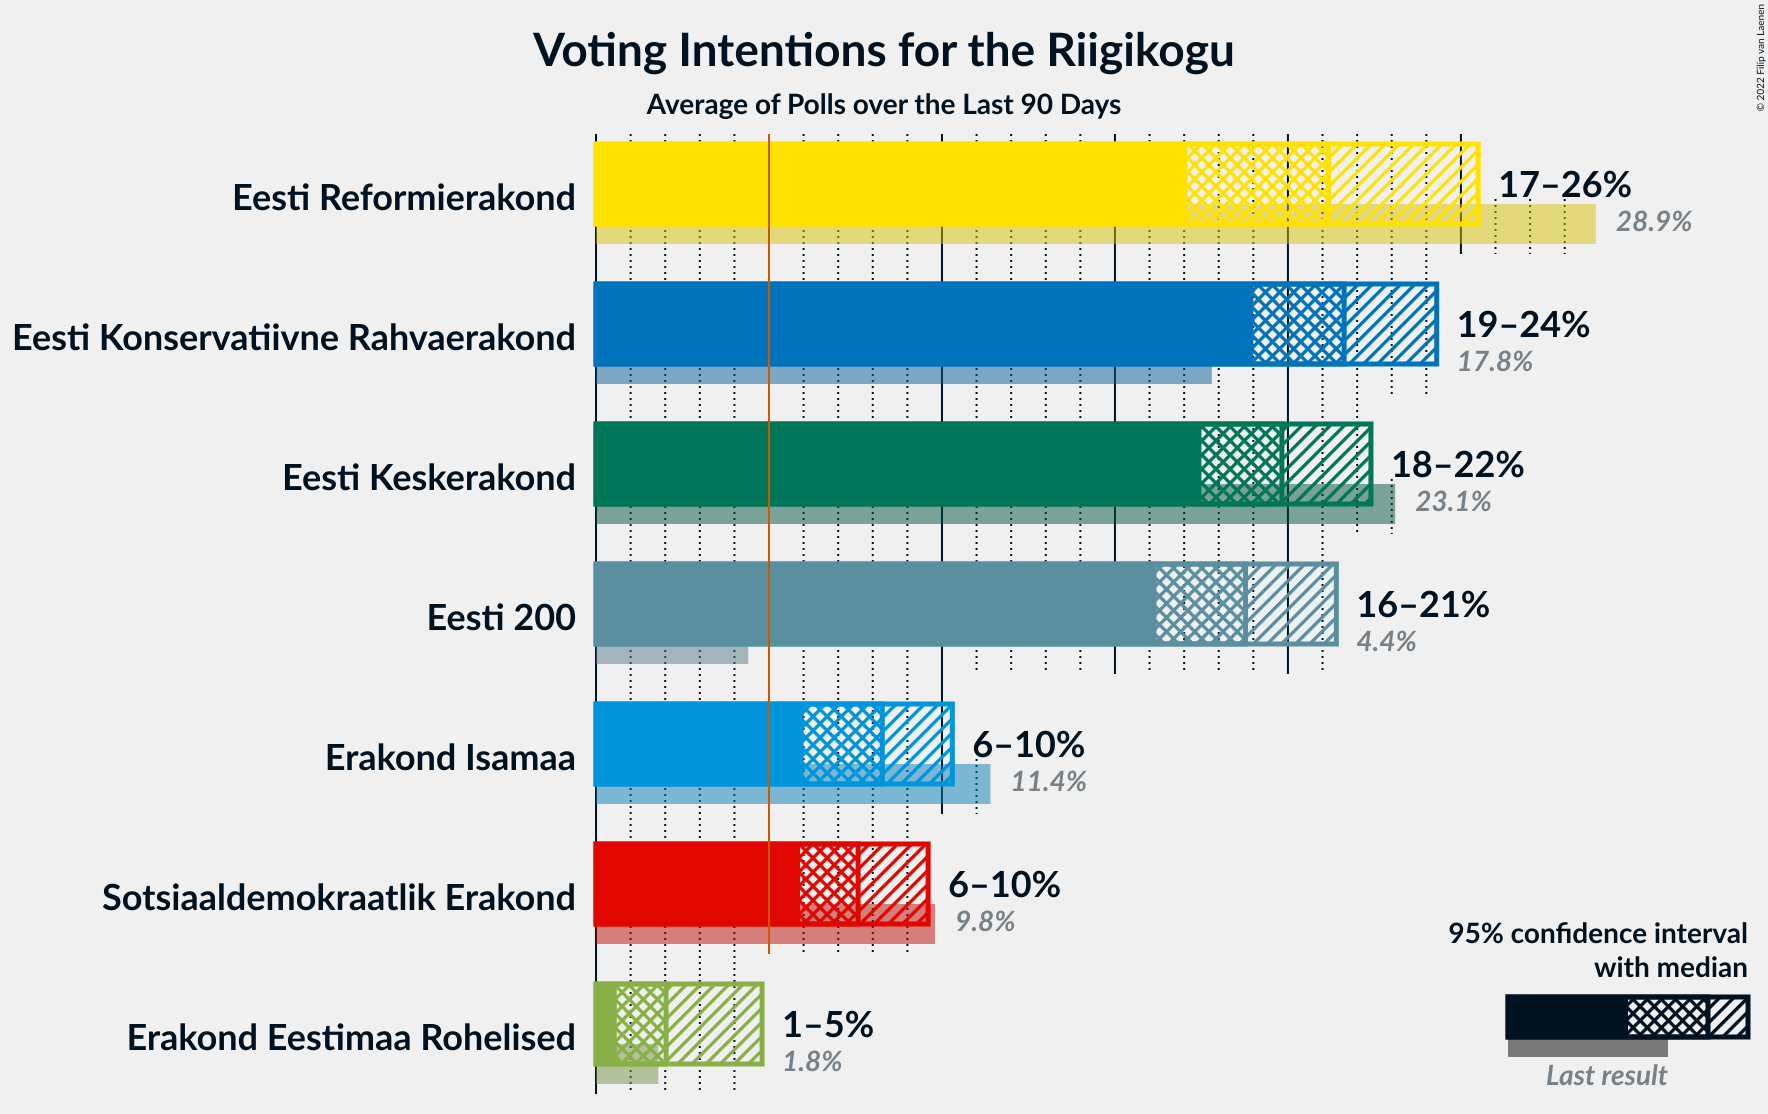 Voting Intentions for the Riigikogu
Average of Polls over the Last 90 Days
© 2022 Filip van Laenen
Eesti Reformierakond
17–26%
28.9%
Eesti Konservatiivne Rahvaerakond
19–24%
17.8%
Eesti Keskerakond
18–22%
23.1%
Eesti 200
16–21%
4.4%
Erakond Isamaa
6–10%
11.4%
Sotsiaaldemokraatlik Erakond
6–10%
9.8%
Erakond Eestimaa Rohelised
1–5%
1.8%
95% confidence interval
with median
Last result